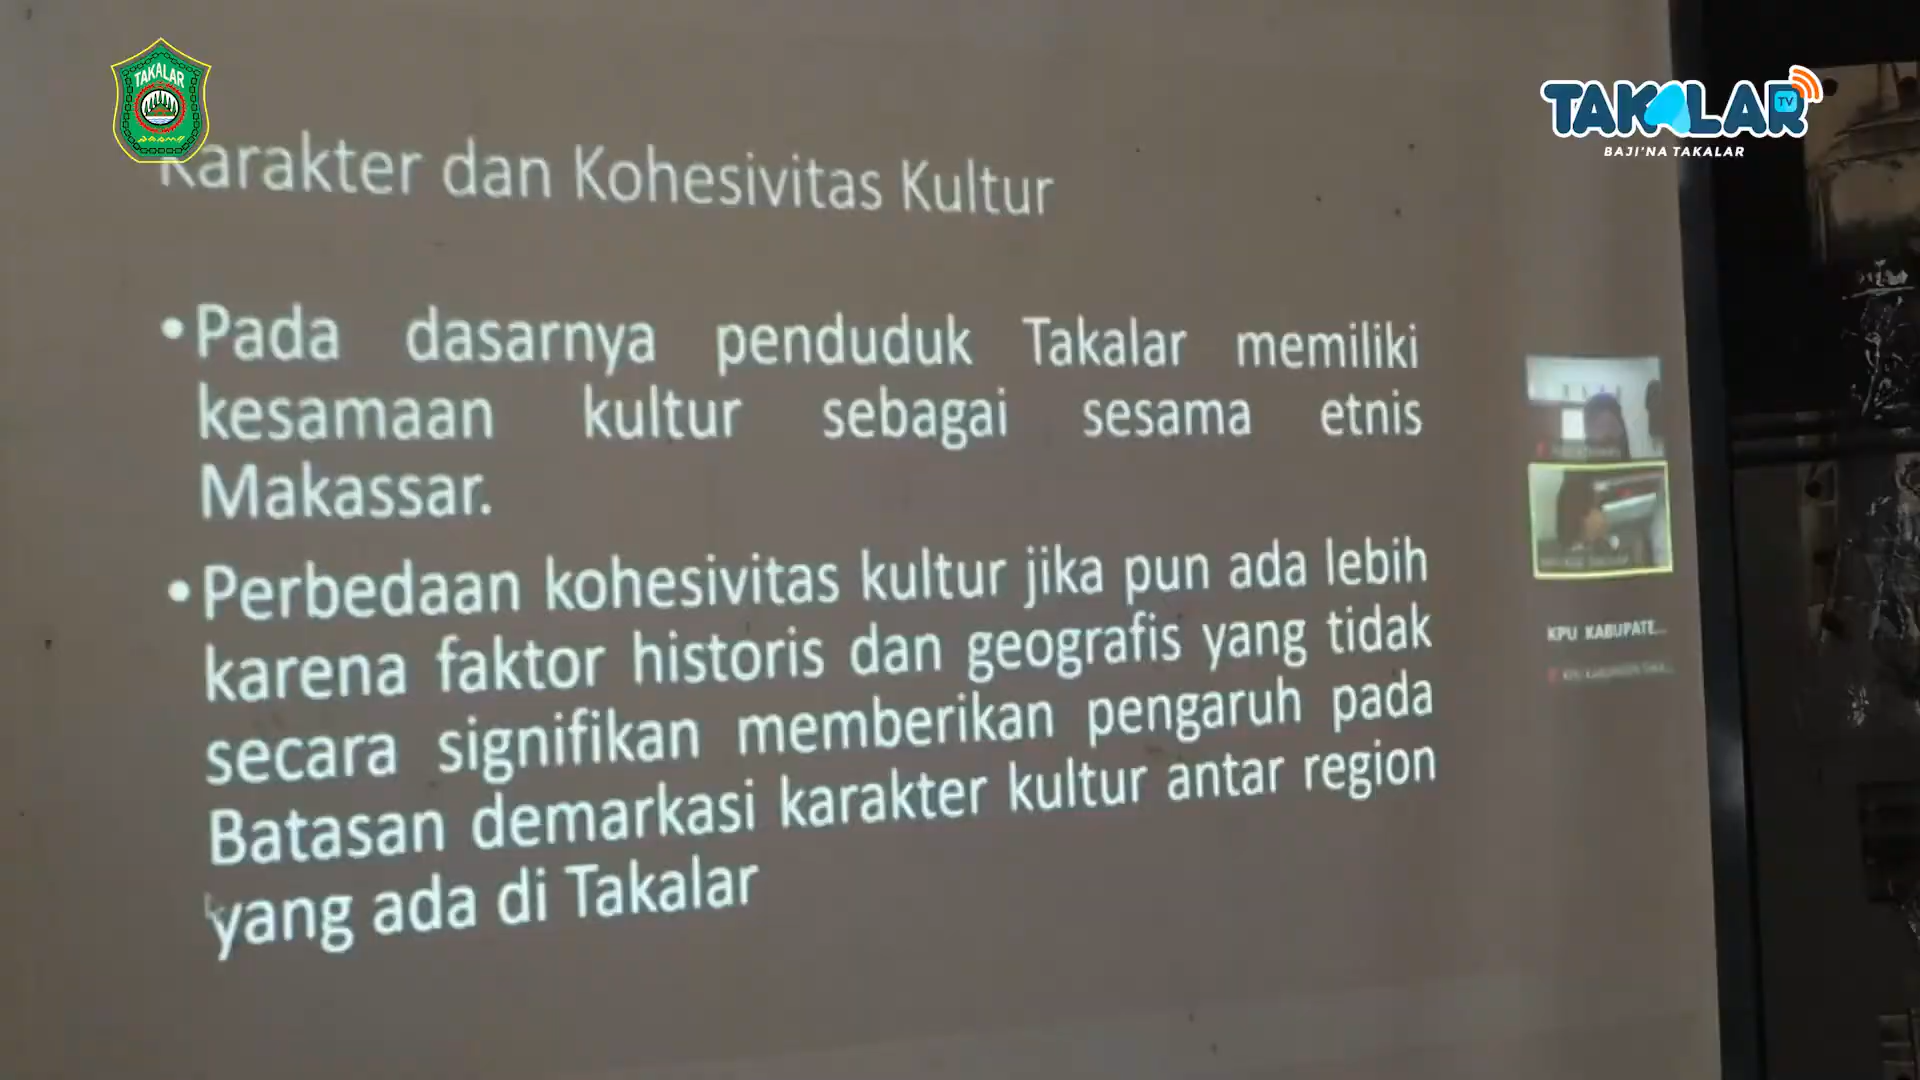 TAKALAR
TAKALAR
TV
BAJI'NA TAKALAR
Karakter dan Kohesivitas Kultur
•Pada dasarnya penduduk Takalar memiliki
kesamaan kultur sebagai sesama etnis
Makassar.
•Perbedaan kohesivitas kultur jika pun ada lebih
karena faktor historis dan geografis yang tidak
secara signifikan memberikan pengaruh pada
Batasan demarkasi karakter kultur antar region
yang ada di Takalar
KPU KABUPATE...